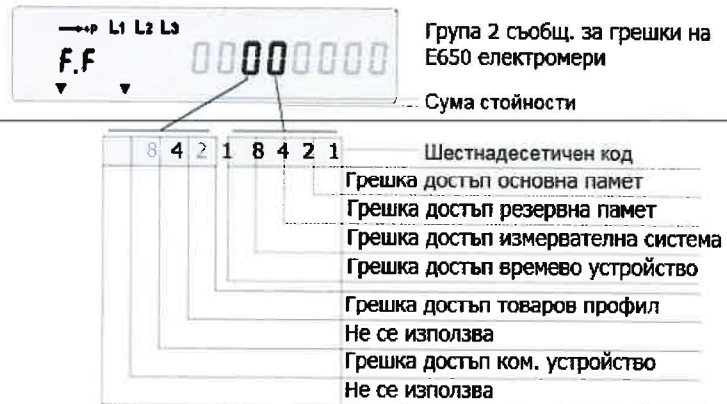 P L1 L2 L3
F.F 00000000
Група 2 съобщ. за грешки на
Е650 електромери
Сума стойности
8 4 2 1 8 4 2 1
Шестнадесетичен код
Грешка достъп основна памет
Грешка достъп резервна памет
Грешка достъп измервателна система
Грешка достъп времево устройство
Грешка достъп товаров профил
Не се използва
Грешка достъп ком. устройство
Не се използва